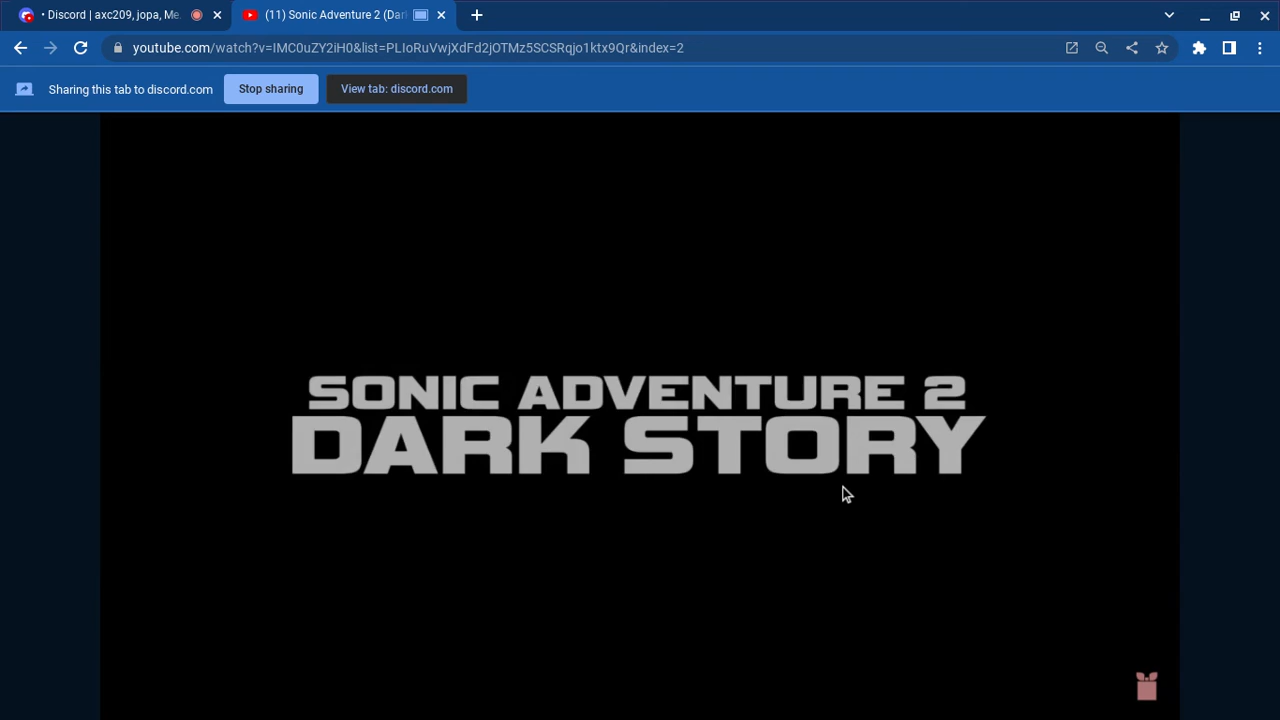 • Discord | axc209, jopa, Me.
(11) Sonic Adventure 2 (Dar
youtube.com/watch?v=IMC0uZY2iH0&list=PLIoRuVwjXdFd2jOTMz5SCSRqjo1ktx9Qr&index=2
Sharing this tab to discord.com
Stop sharing
View tab: discord.com
SONIC ADVENTURE 2
DARK STORY